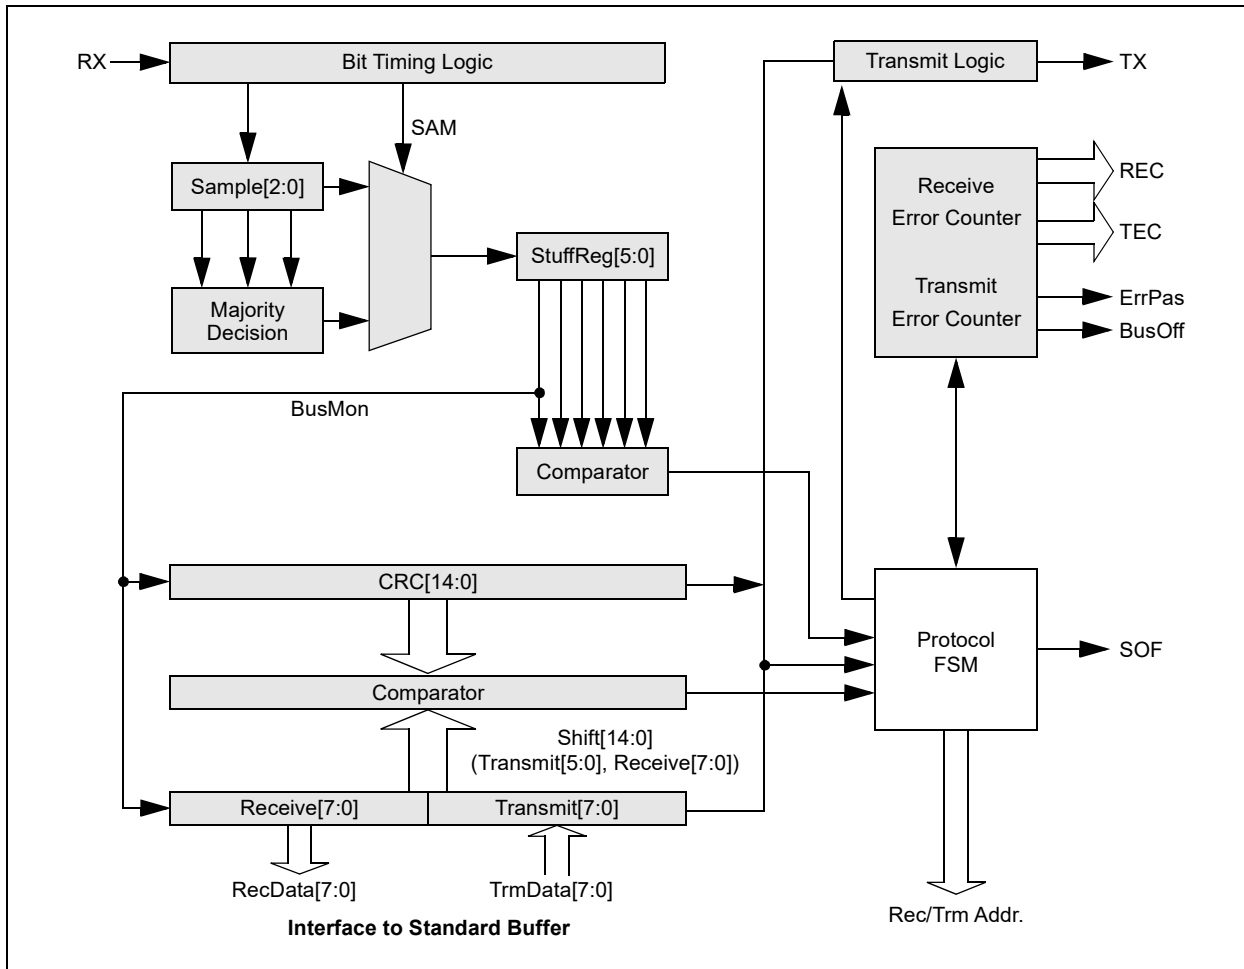 RX
Bit Timing Logic
Transmit Logic
TX
SAM
Sample[2:0]
Receive
Error Counter
REC
TEC
StuffReg[5:0]
Majority
Decision
Transmit
Error Counter
ErrPas
BusOff
BusMon
Comparator
CRC[14:0]
Protocol
FSM
SOF
Comparator
Shift[14:0]
(Transmit[5:0], Receive[7:0])
Receive[7:0]
Transmit[7:0]
RecData[7:0]
TrmData[7:0]
Rec/Trm Addr.
Interface to Standard Buffer